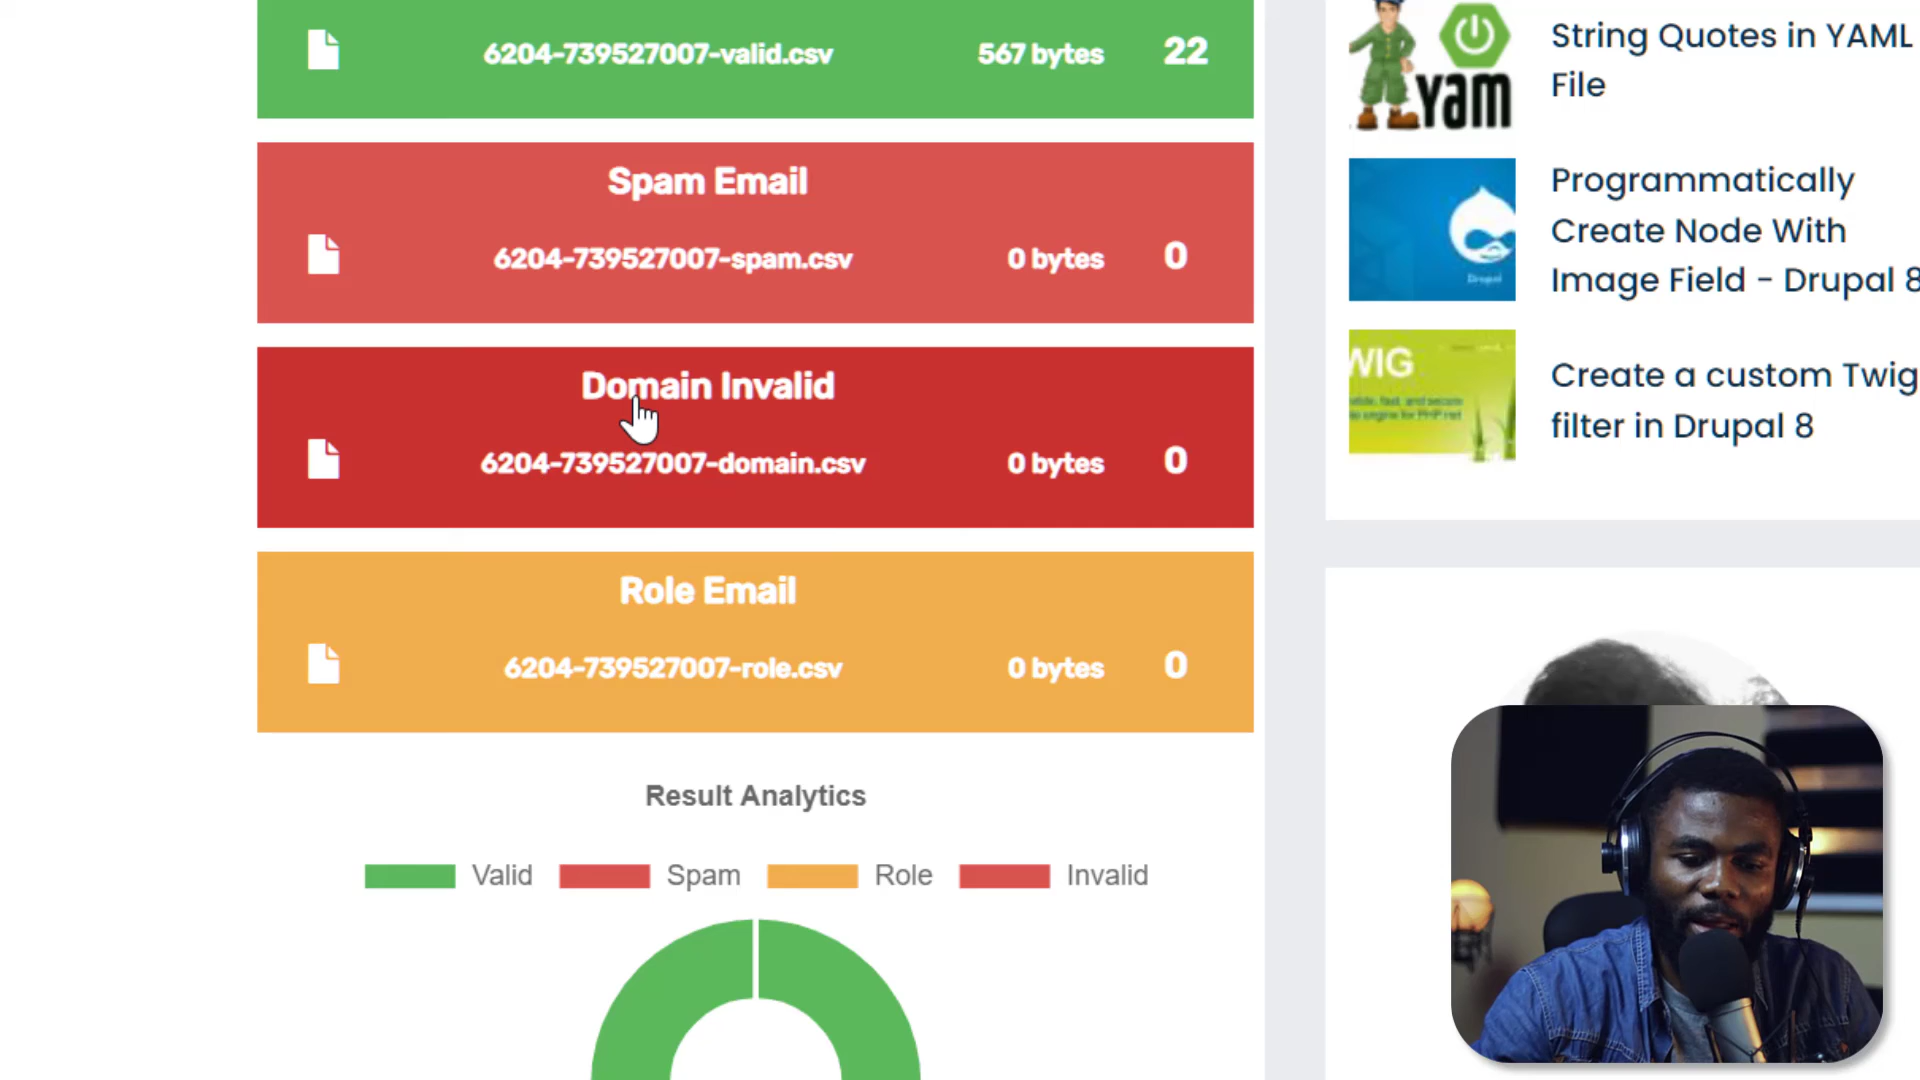 6204-739527007-valid.csv 567 bytes 22
Spam Email
6204-739527007-spam.csv 0 bytes 0
Domain Invalid
6204-739527007-domain.csv 0 bytes 0
Role Email
6204-739527007-role.csv 0 bytes 0
Result Analytics
Valid Spam Role Invalid
Yam
String Quotes in YAML
File
Drupal
Programmatically
Create Node With
Image Field - Drupal 8
WIG
Create a custom Twig
filter in Drupal 8